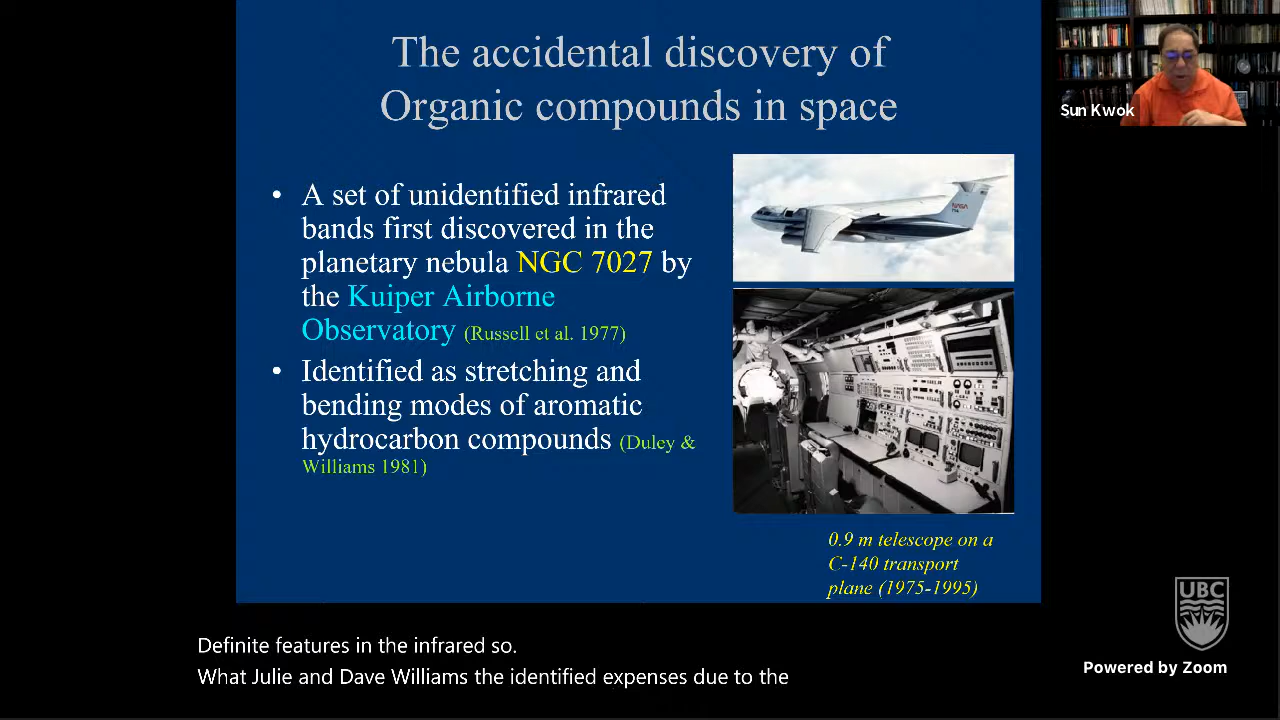 The accidental discovery of
Organic compounds in space
• A set of unidentified infrared
bands first discovered in the
planetary nebula NGC 7027 by
the Kuiper Airborne
Observatory (Russell et al. 1977)
• Identified as stretching and
bending modes of aromatic
hydrocarbon compounds (Duley &
Williams 1981)
NASA
714
0.9 m telescope on a
C-140 transport
plane (1975-1995)
Sun Kwok
UBC
Powered by Zoom
Definite features in the infrared so.
What Julie and Dave Williams the identified expenses due to the